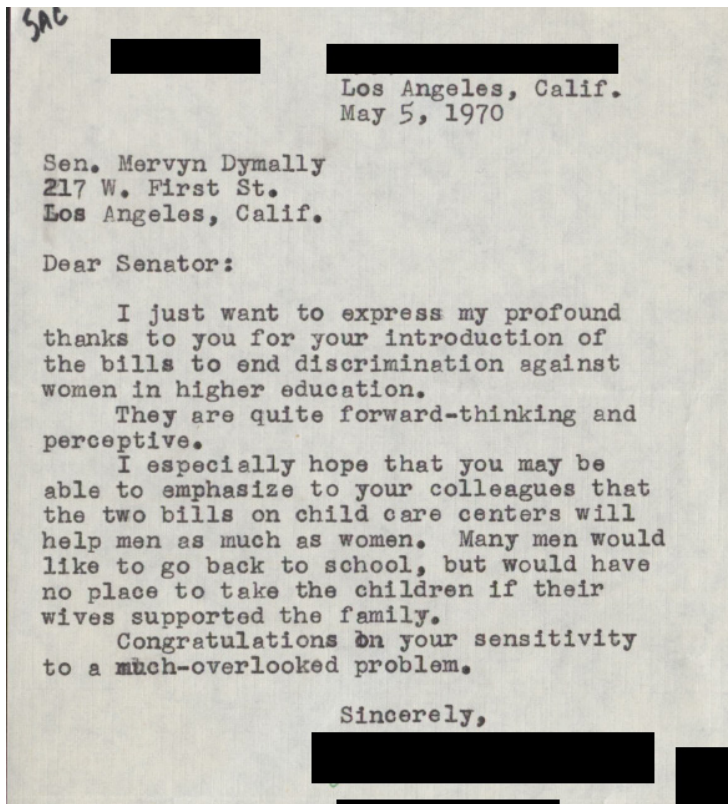 SAC
Los Angeles, Calif.
May 5, 1970
Sen. Mervyn Dymally
217 W. First St.
Los Angeles, Calif.
Dear Senator:
I just want to express my profound
thanks to you for your introduction of
the bills to end discrimination against
women in higher education.
They are quite forward-thinking and
perceptive.
I especially hope that you may be
able to emphasize to your colleagues that
the two bills on child care centers will
help men as much as women.  Many men would
like to go back to school, but would have
no place to take the children if their
wives supported the family.
Congratulations on your sensitivity
to a much-overlooked problem.
Sincerely,